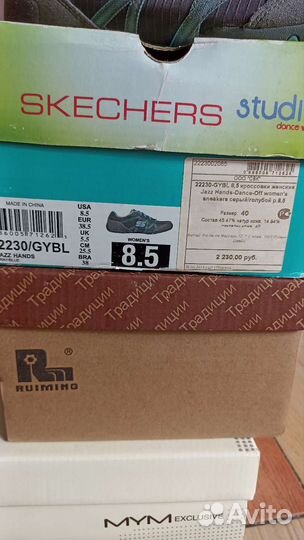 SKECHERS studi
dance
MADE IN CHINA
2230/GYBL
JAZZ HANDS
USA
8.5
EUR
38.5
UK
5.5
CM
25.5
BRA
38
WOMEN'S
8.5
ООО "СВК"
22230-GYBL 8,5 кроссовки женские
Jazz Hands-Dance-Off women's
sneakers серый/голубой р.8,5
Размер: 40
2 230,00 руб.
Традиции Традиции Традиции Традиции
R ®
RUIMING
MYM EXCLUSIVE
Avito